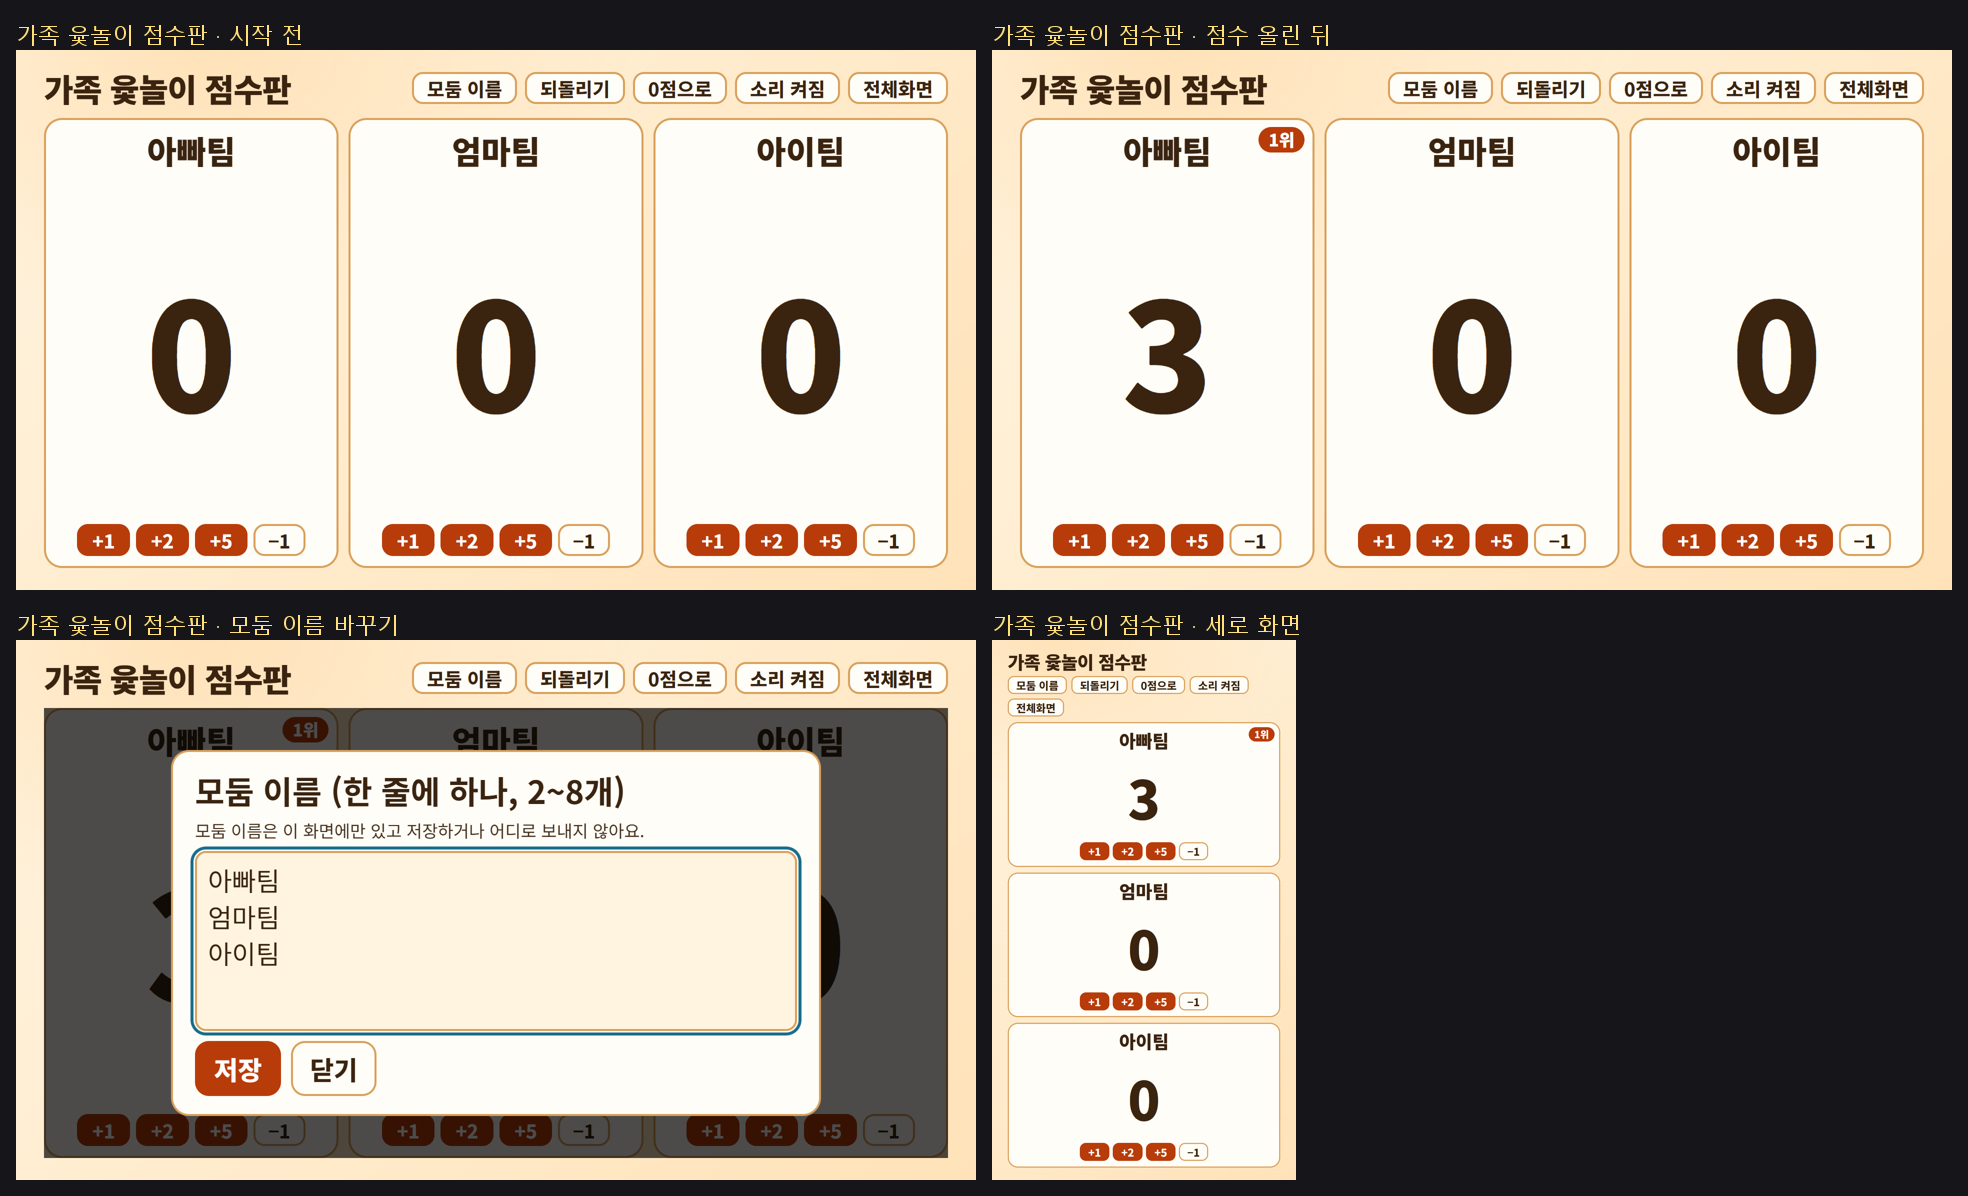 가족 윷놀이 점수판 · 시작 전
가족 윷놀이 점수판
모둠 이름 되돌리기 0점으로 소리 켜짐 전체화면
아빠팀 엄마팀 아이팀
0 0 0
+1 +2 +5 −1 +1 +2 +5 −1 +1 +2 +5 −1
가족 윷놀이 점수판 · 점수 올린 뒤
가족 윷놀이 점수판
모둠 이름 되돌리기 0점으로 소리 켜짐 전체화면
아빠팀 1위 엄마팀 아이팀
3 0 0
+1 +2 +5 −1 +1 +2 +5 −1 +1 +2 +5 −1
가족 윷놀이 점수판 · 모둠 이름 바꾸기
가족 윷놀이 점수판
모둠 이름 되돌리기 0점으로 소리 켜짐 전체화면
아빠팀 1위 엄마팀 아이팀
모둠 이름 (한 줄에 하나, 2~8개)
모둠 이름은 이 화면에만 있고 저장하거나 어디로 보내지 않아요.
아빠팀
엄마팀
아이팀
저장 닫기
+1 +2 +5 −1 +1 +2 +5 −1 +1 +2 +5 −1
가족 윷놀이 점수판 · 세로 화면
가족 윷놀이 점수판
모둠 이름 되돌리기 0점으로 소리 켜짐
전체화면
아빠팀 1위
3
+1 +2 +5 −1
엄마팀
0
+1 +2 +5 −1
아이팀
0
+1 +2 +5 −1